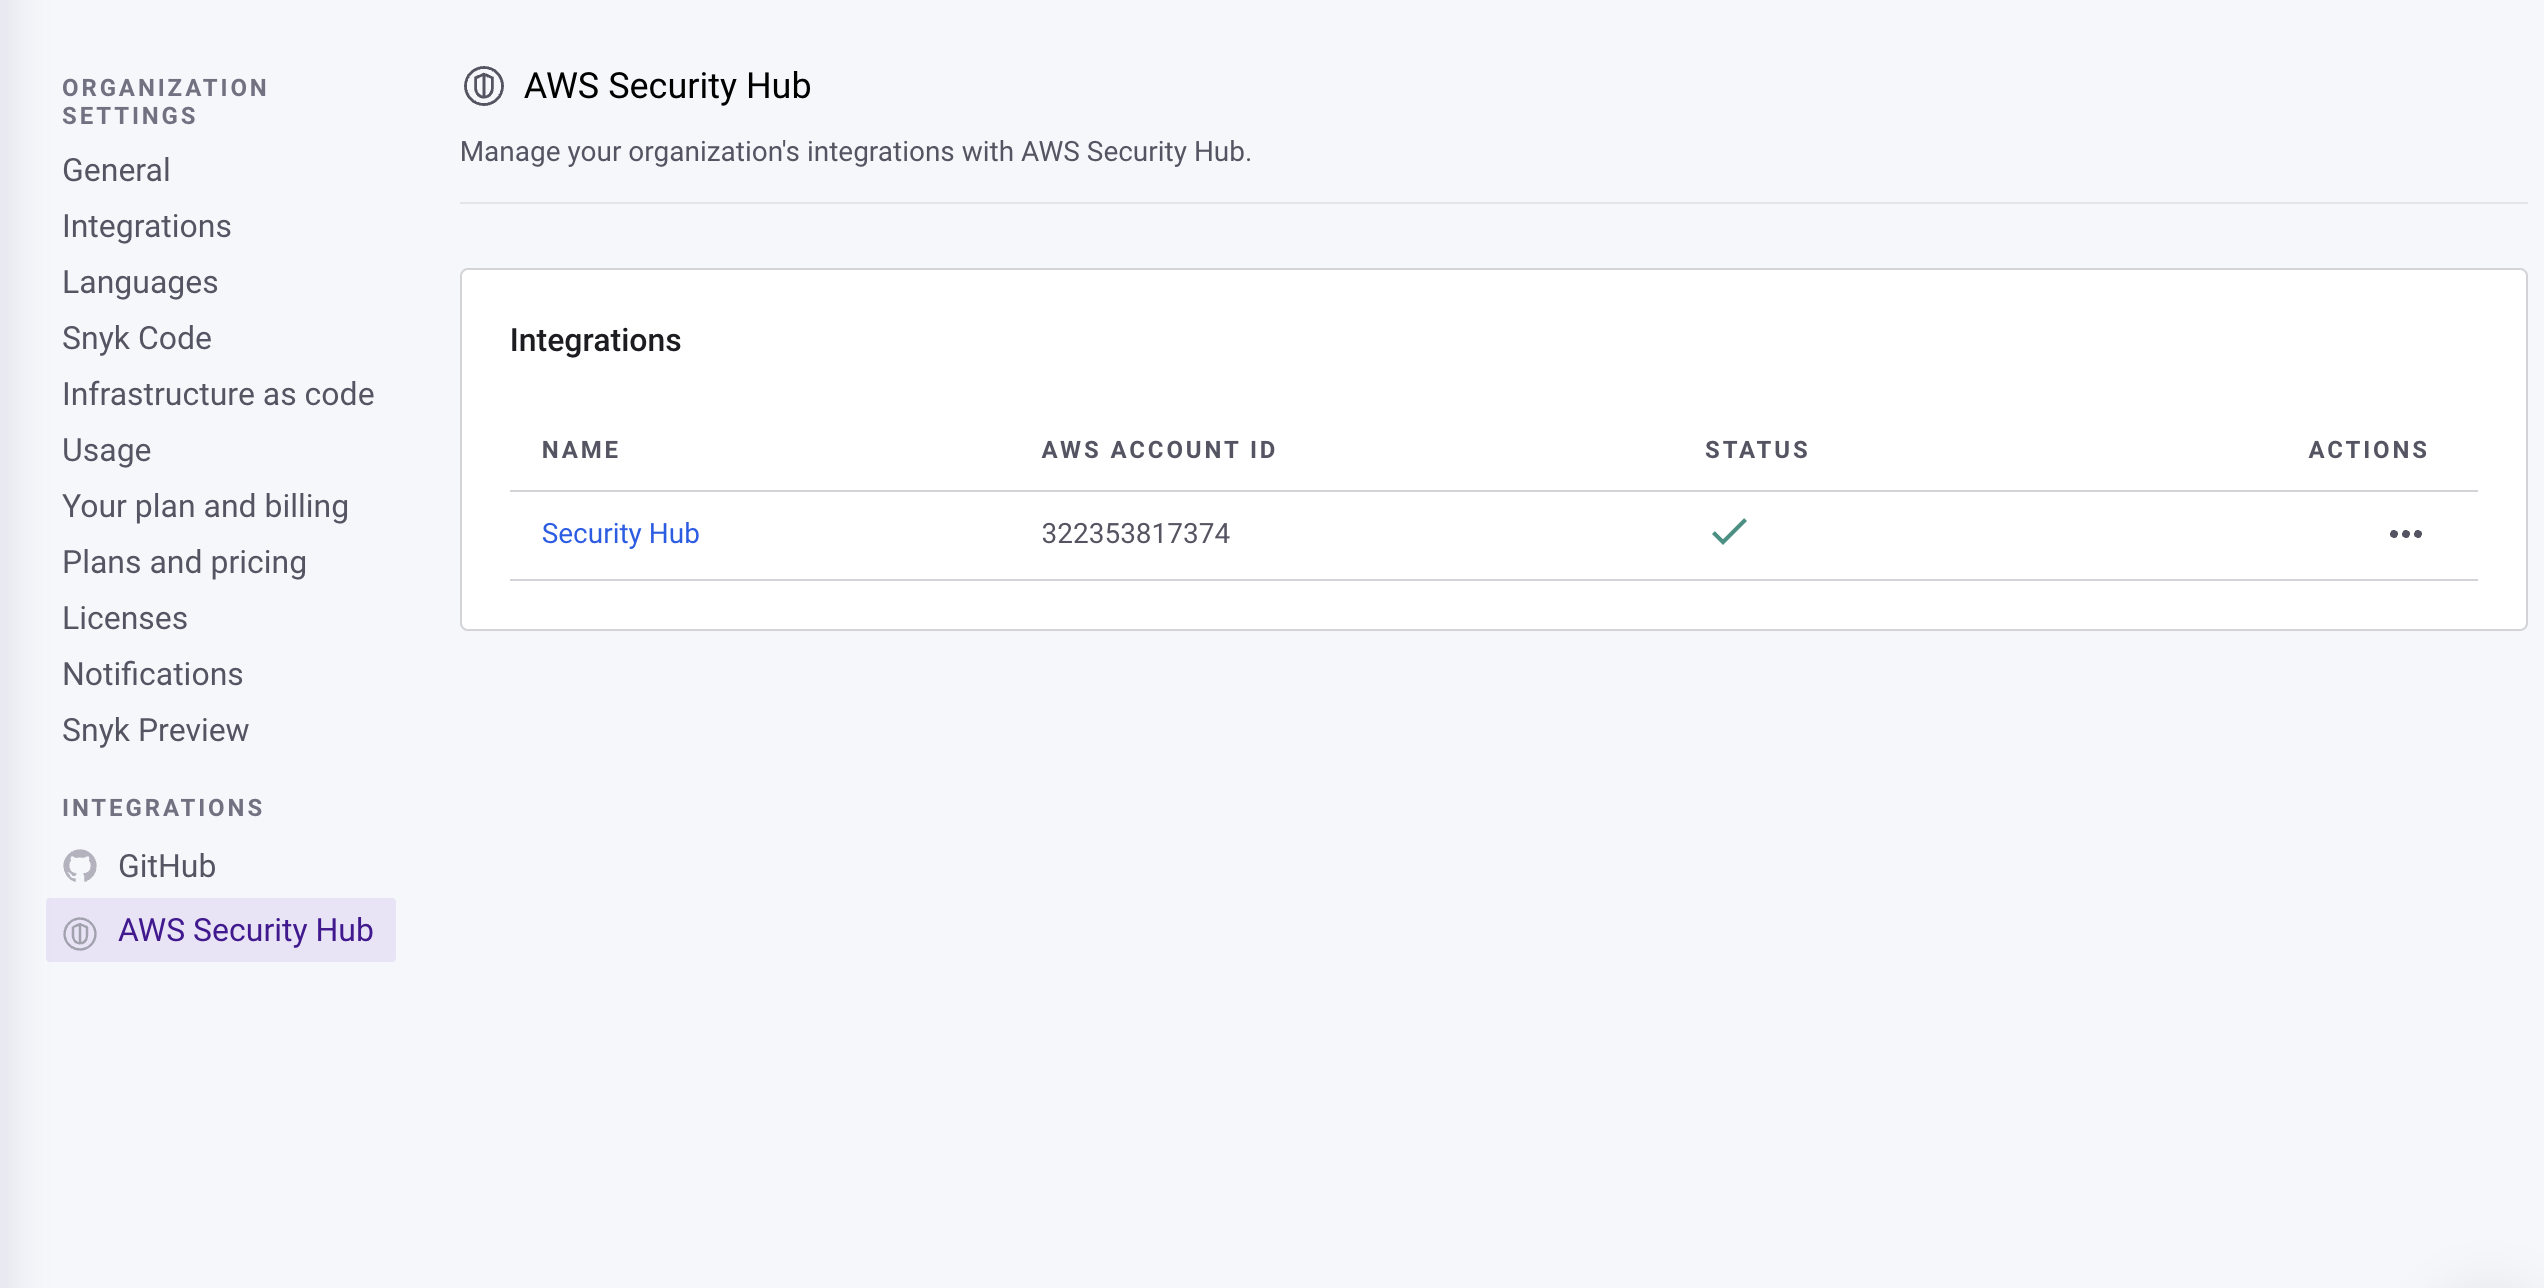 ORGANIZATION
SETTINGS
General
Integrations
Languages
Snyk Code
Infrastructure as code
Usage
Your plan and billing
Plans and pricing
Licenses
Notifications
Snyk Preview
INTEGRATIONS
GitHub
AWS Security Hub
AWS Security Hub
Manage your organization's integrations with AWS Security Hub.
Integrations
NAME AWS ACCOUNT ID STATUS ACTIONS
Security Hub 322353817374